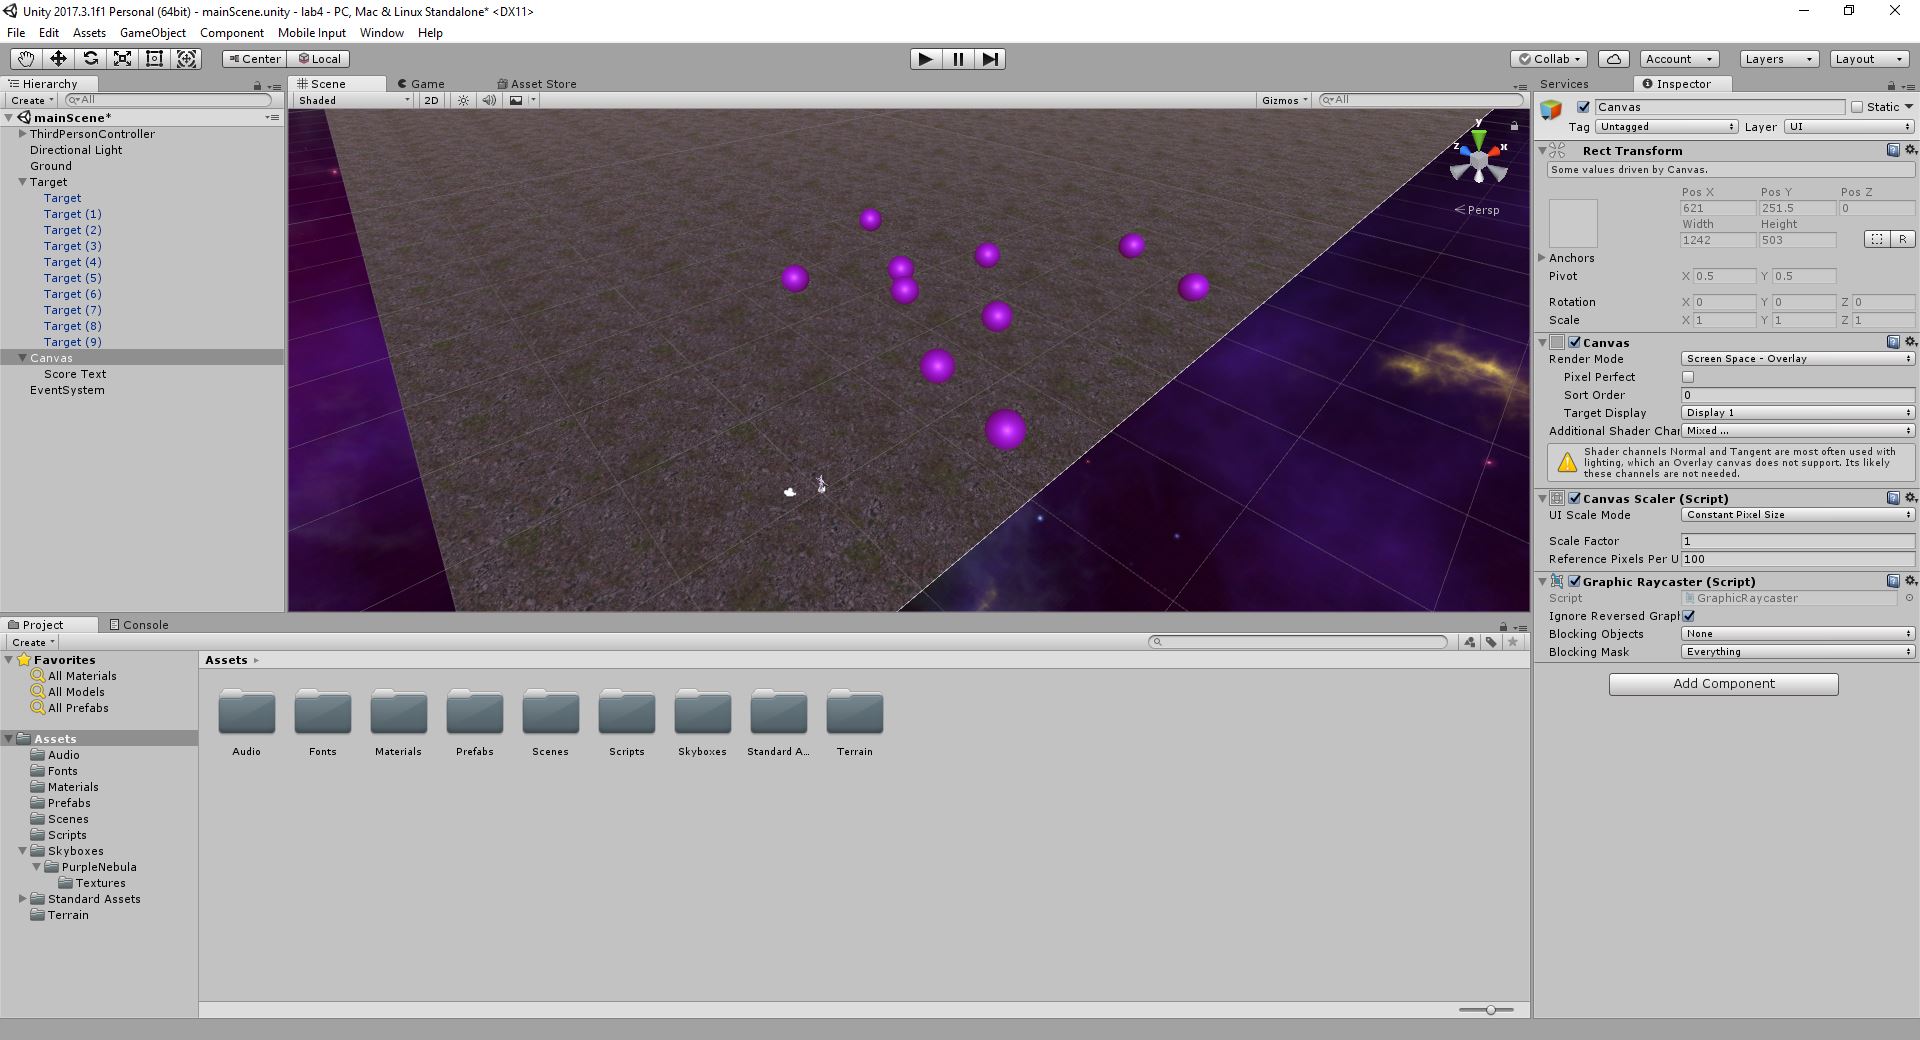 Unity 2017.3.1f1 Personal (64bit) - mainScene.unity - lab4 - PC, Mac & Linux Standalone* <DX11>
File Edit Assets GameObject Component Mobile Input Window Help
Center Local Collab Account Layers Layout
Hierarchy
Create All
mainScene*
ThirdPersonController
Directional Light
Ground
Target
Target
Target (1)
Target (2)
Target (3)
Target (4)
Target (5)
Target (6)
Target (7)
Target (8)
Target (9)
Canvas
Score Text
EventSystem
Scene Game Asset Store
Shaded 2D Gizmos All
y
z x
Persp
Services Inspector
Canvas Static
Tag Untagged Layer UI
Rect Transform
Some values driven by Canvas.
Pos X Pos Y Pos Z
621 251.5 0
Width Height
1242 503 R
Anchors
Pivot X 0.5 Y 0.5
Rotation X 0 Y 0 Z 0
Scale X 1 Y 1 Z 1
Canvas
Render Mode Screen Space - Overlay
Pixel Perfect
Sort Order 0
Target Display Display 1
Additional Shader Char Mixed ...
Shader channels Normal and Tangent are most often used with
lighting, which an Overlay canvas does not support. Its likely
these channels are not needed.
Canvas Scaler (Script)
UI Scale Mode Constant Pixel Size
Scale Factor 1
Reference Pixels Per U 100
Graphic Raycaster (Script)
Script GraphicRaycaster
Ignore Reversed Grapl
Blocking Objects None
Blocking Mask Everything
Add Component
Project Console
Create
Favorites
All Materials
All Models
All Prefabs
Assets
Audio
Fonts
Materials
Prefabs
Scenes
Scripts
Skyboxes
PurpleNebula
Textures
Standard Assets
Terrain
Assets
Audio Fonts Materials Prefabs Scenes Scripts Skyboxes Standard A... Terrain